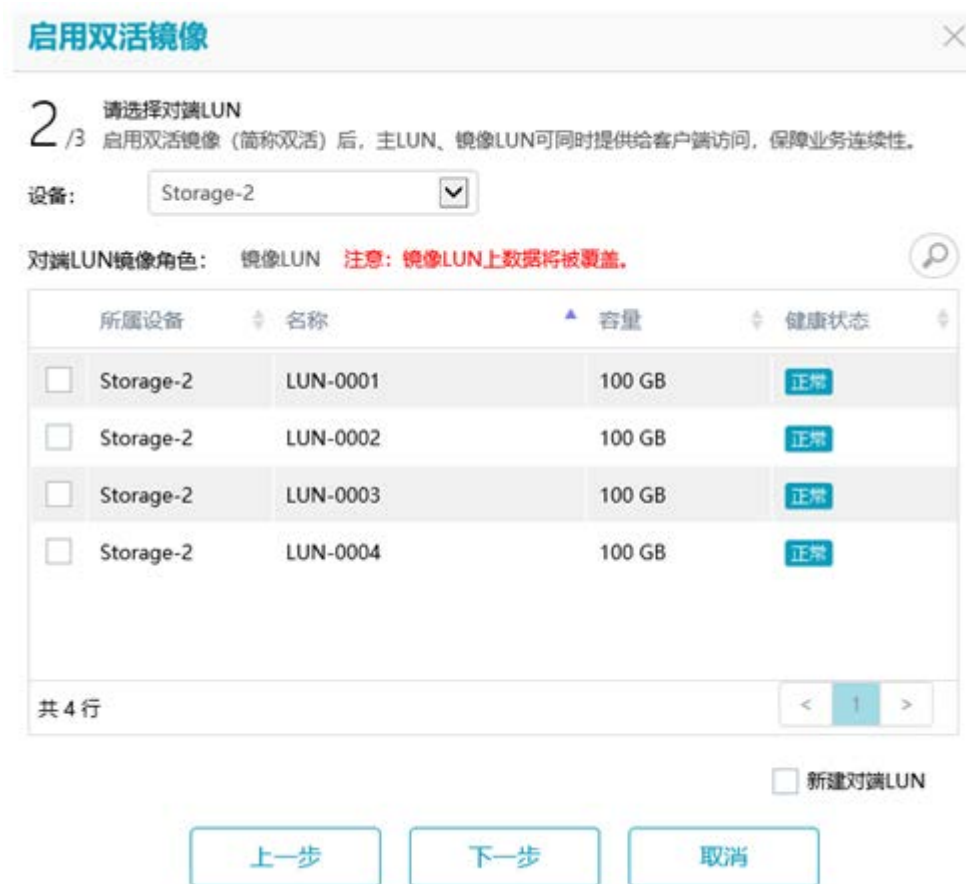 启用双活镜像
2/3 请选择对端LUN
启用双活镜像（简称双活）后，主LUN、镜像LUN可同时提供给客户端访问，保障业务连续性。
设备： Storage-2
对端LUN镜像角色： 镜像LUN 注意：镜像LUN上数据将被覆盖。
所属设备 名称 容量 健康状态
Storage-2 LUN-0001 100 GB 正常
Storage-2 LUN-0002 100 GB 正常
Storage-2 LUN-0003 100 GB 正常
Storage-2 LUN-0004 100 GB 正常
共 4 行 < 1 >
新建对端LUN
上一步 下一步 取消